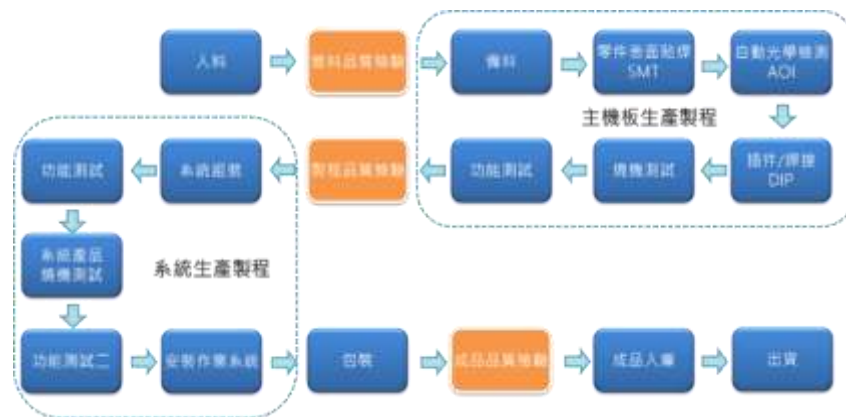 入料
進料品質檢驗
備料
零件表面黏焊
SMT
自動光學檢測
AOI
主機板生產製程
功能測試
系統組裝
製程品質檢驗
功能測試
燒機測試
插件/焊接
DIP
系統產品
燒機測試
系統生產製程
功能測試二
安裝作業系統
包裝
成品品質檢驗
成品入庫
出貨